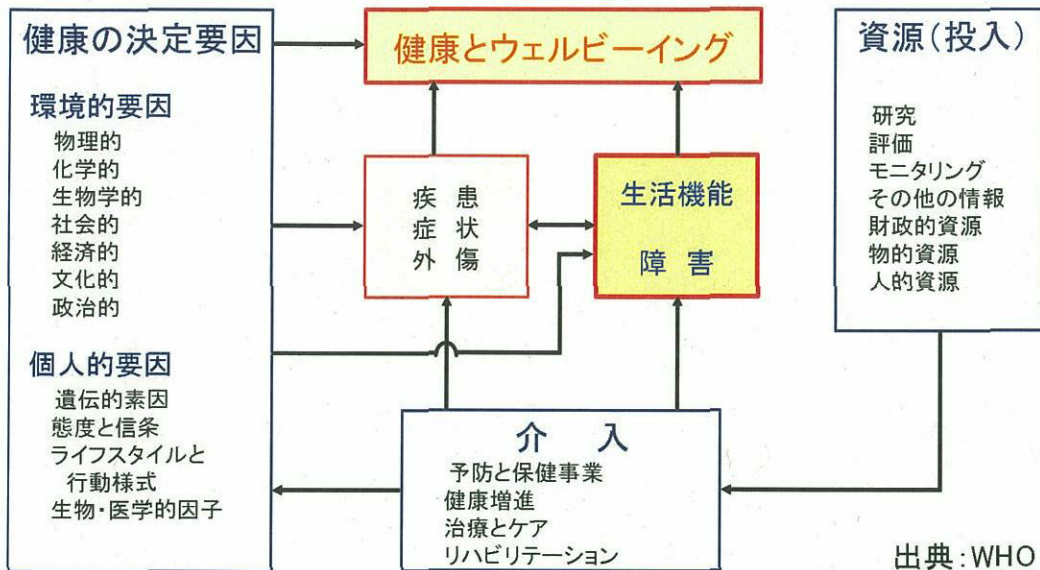 健康の決定要因
環境的要因
物理的
化学的
生物学的
社会的
経済的
文化的
政治的
個人的要因
遺伝的素因
態度と信条
ライフスタイルと
行動様式
生物・医学的因子
健康とウェルビーイング
疾 患
症 状
外 傷
生活機能
障 害
介 入
予防と保健事業
健康増進
治療とケア
リハビリテーション
資源(投入)
研究
評価
モニタリング
その他の情報
財政的資源
物的資源
人的資源
出典:WHO